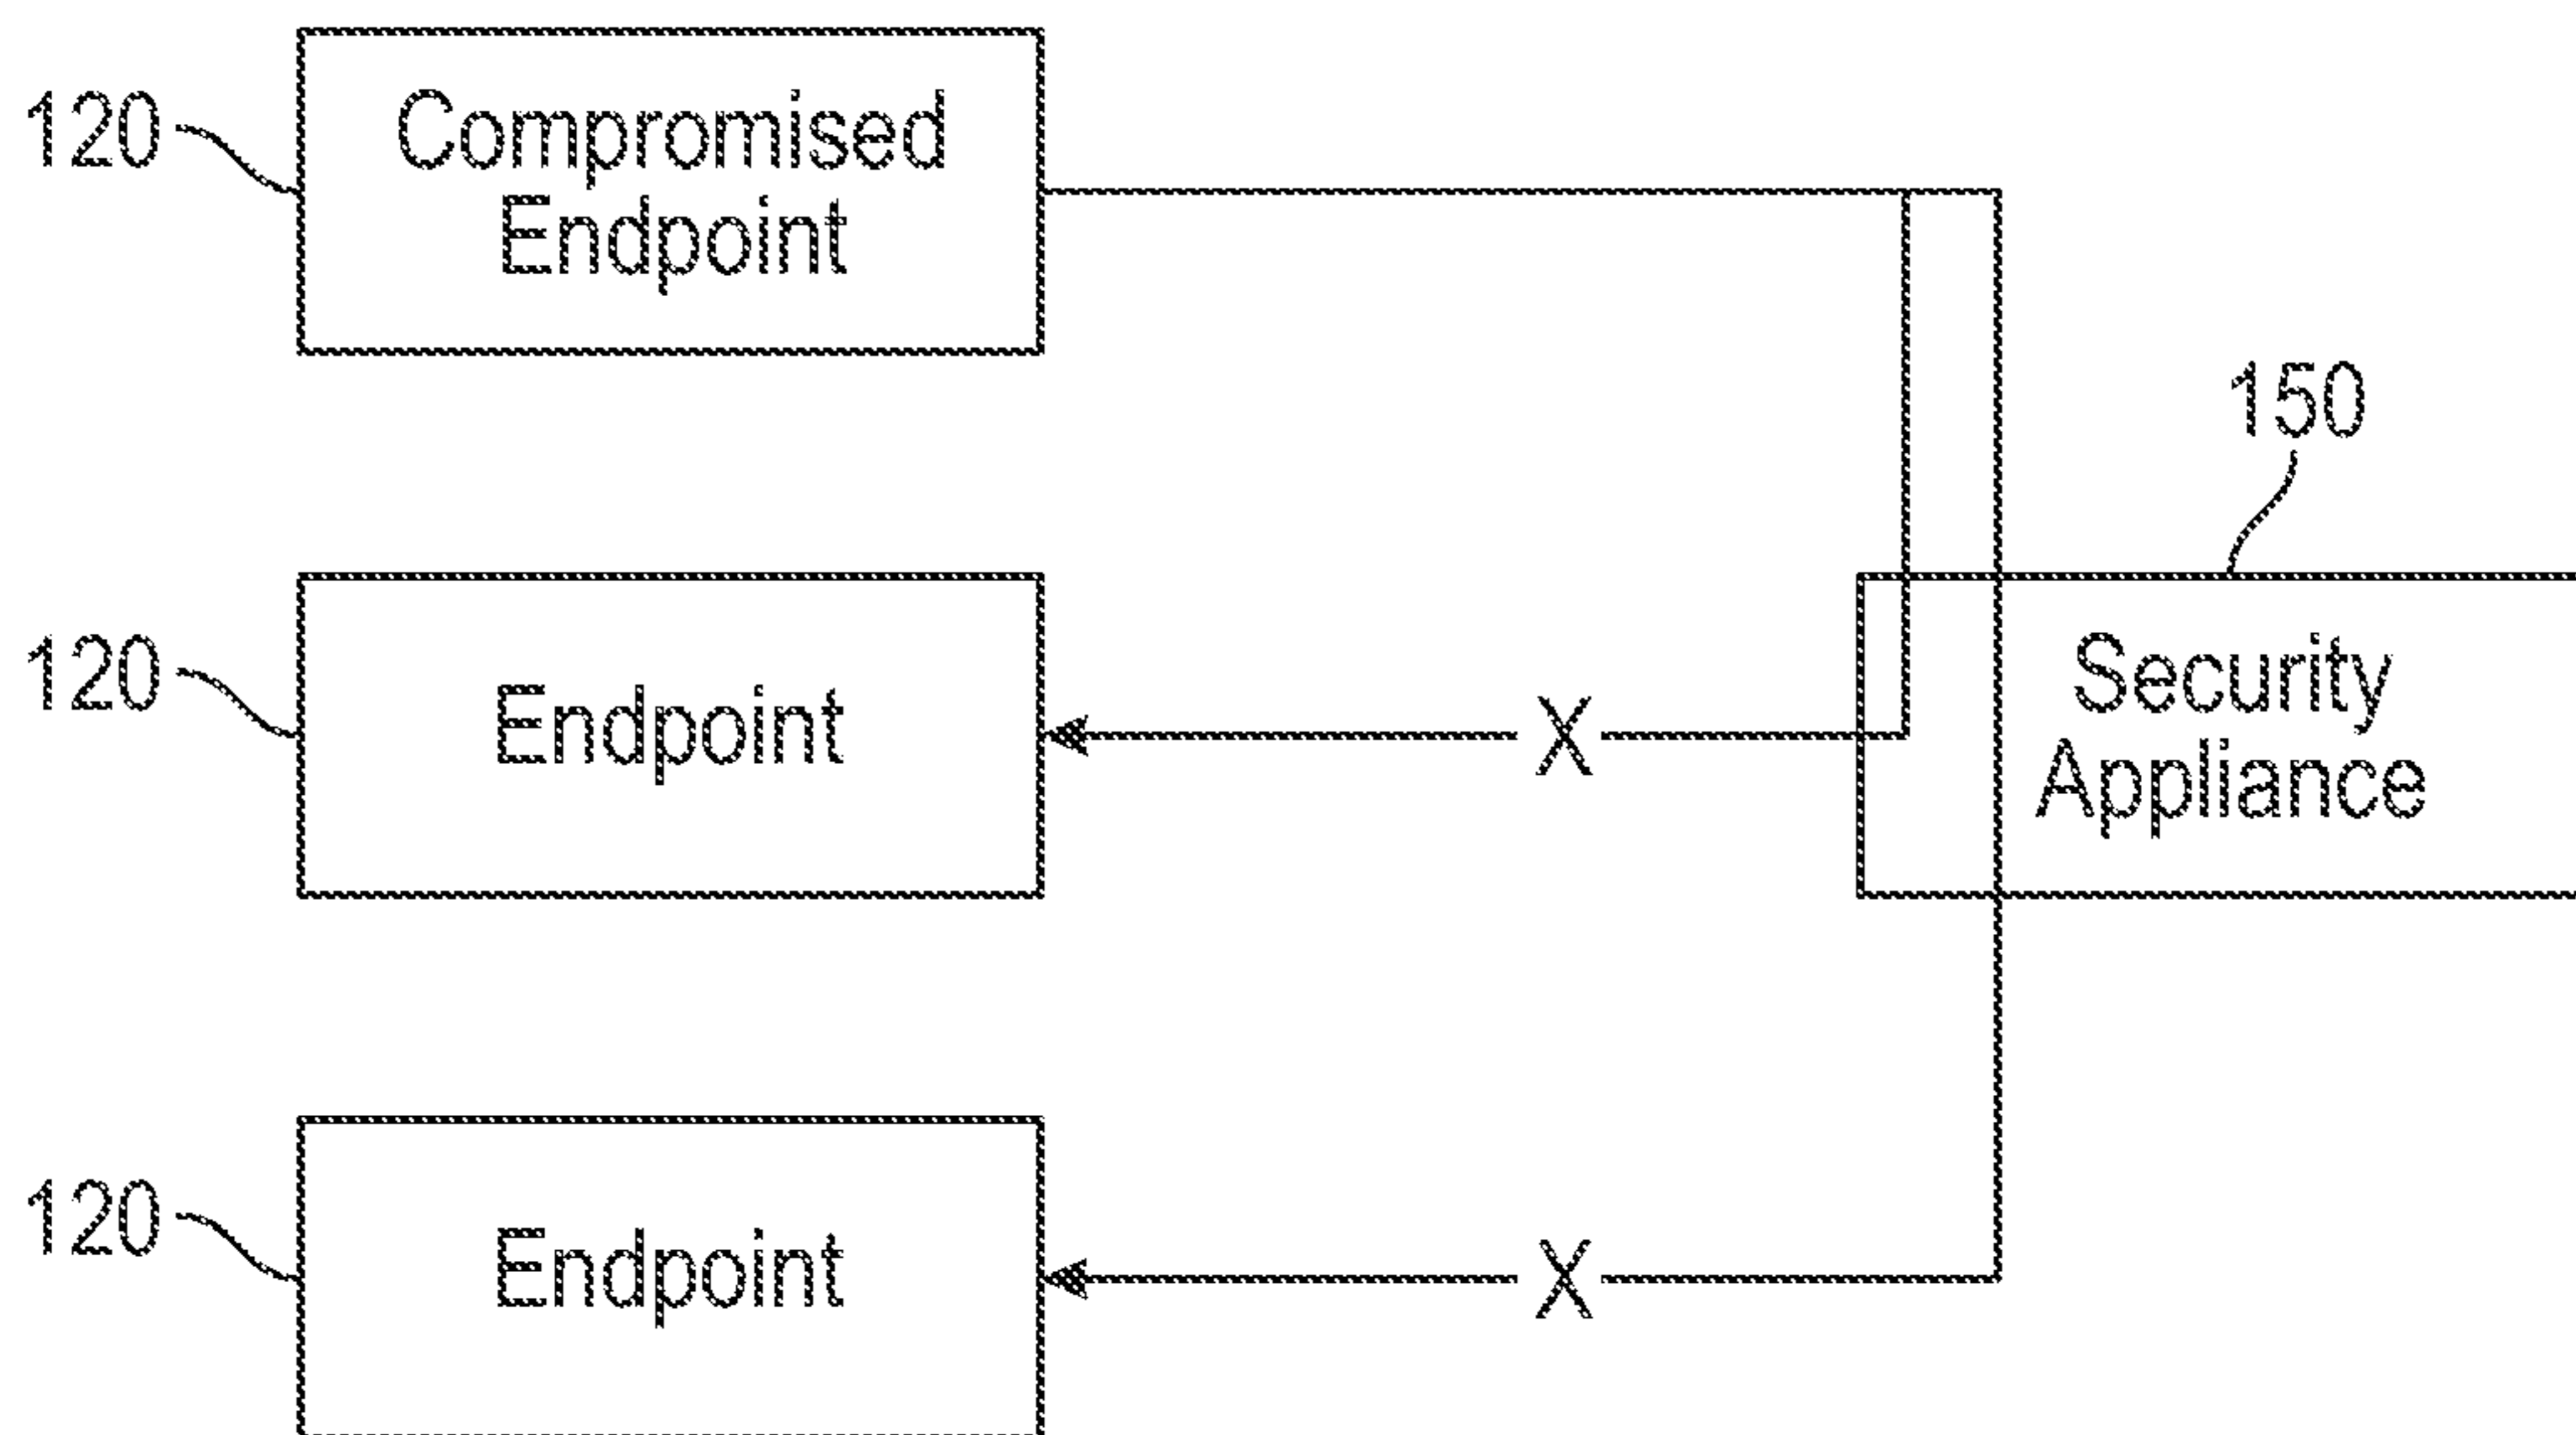 120
Compromised
Endpoint
150
120
Endpoint
X
Security
Appliance
120
Endpoint
X